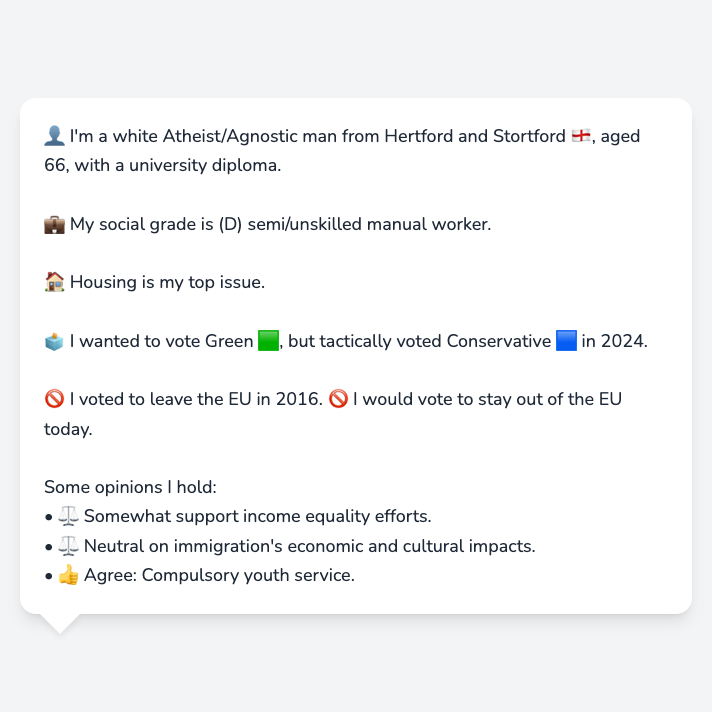 👤 I'm a white Atheist/Agnostic man from Hertford and Stortford 🏴󠁧󠁢󠁥󠁮󠁧󠁿, aged
66, with a university diploma.
💼 My social grade is (D) semi/unskilled manual worker.
🏠 Housing is my top issue.
🗳️ I wanted to vote Green 🟩, but tactically voted Conservative 🟦 in 2024.
🚫 I voted to leave the EU in 2016. 🚫 I would vote to stay out of the EU
today.
Some opinions I hold:
• ⚖️ Somewhat support income equality efforts.
• ⚖️ Neutral on immigration's economic and cultural impacts.
• 👍 Agree: Compulsory youth service.